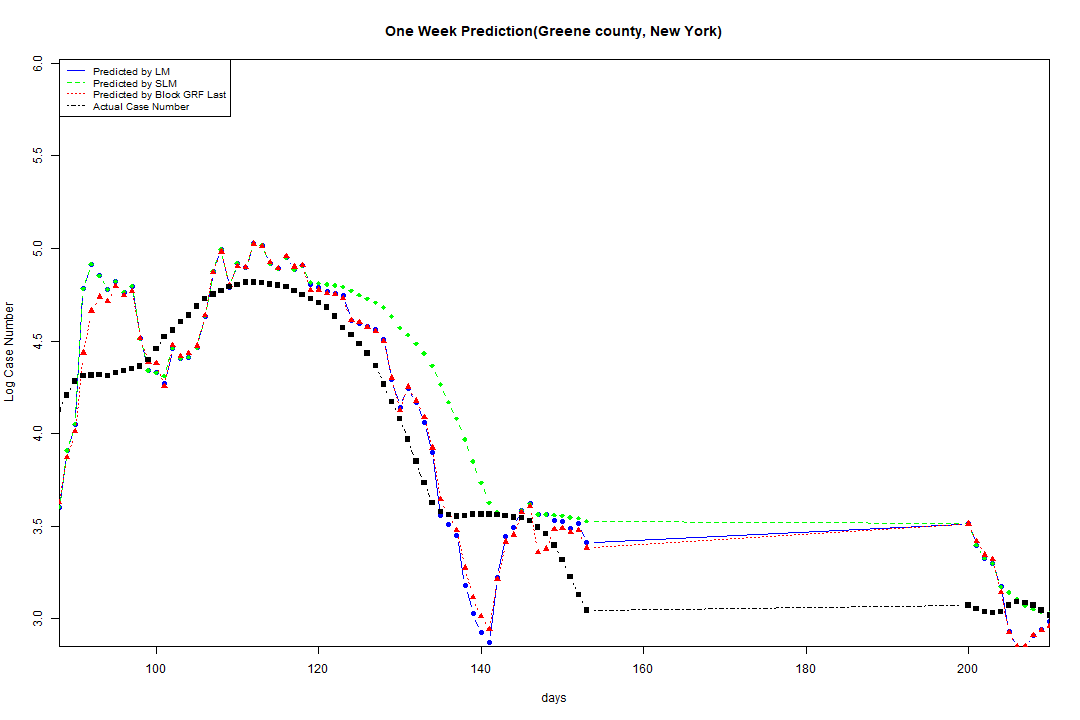 One Week Prediction(Greene county, New York)
Predicted by LM
Predicted by SLM
Predicted by Block GRF Last
Actual Case Number
6.0
5.5
5.0
4.5
4.0
3.5
3.0
Log Case Number
100 120 140 160 180 200
days